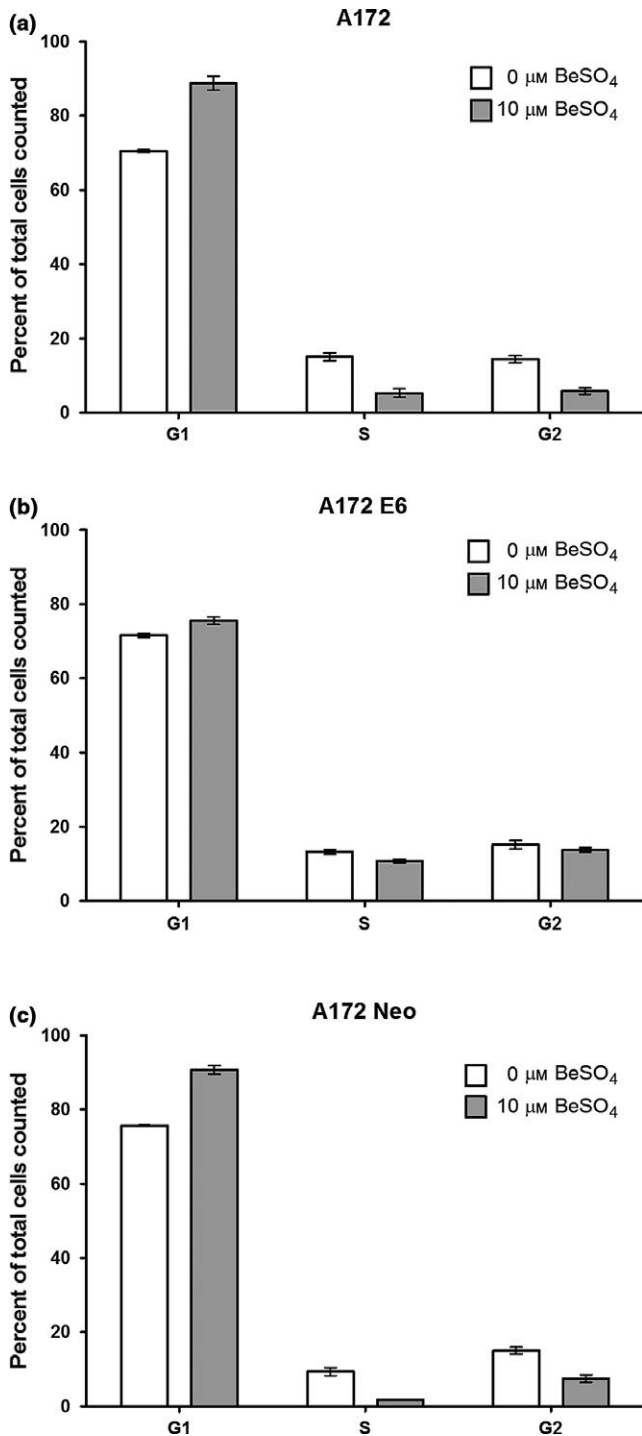 (a)
A172
Percent of total cells counted
100
80
60
40
20
0
0 μM BeSO₄
10 μM BeSO₄
G1 S G2
(b)
A172 E6
Percent of total cells counted
100
80
60
40
20
0
0 μM BeSO₄
10 μM BeSO₄
G1 S G2
(c)
A172 Neo
Percent of total cells counted
100
80
60
40
20
0
0 μM BeSO₄
10 μM BeSO₄
G1 S G2